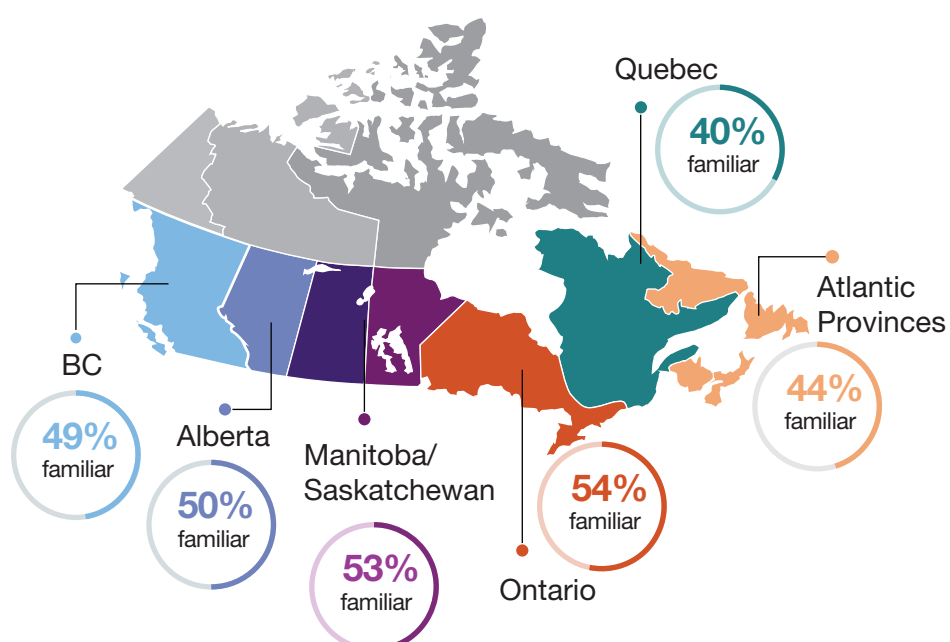 Quebec
40%
familiar
Atlantic
Provinces
44%
familiar
BC
49%
familiar
Alberta
50%
familiar
Manitoba/
Saskatchewan
53%
familiar
54%
familiar
Ontario